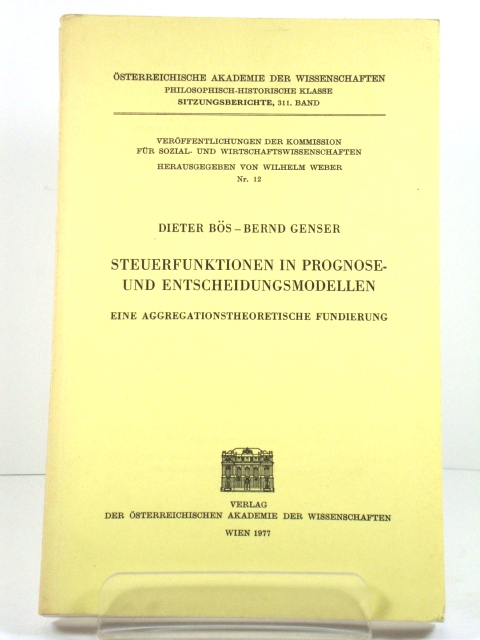 ÖSTERREICHISCHE AKADEMIE DER WISSENSCHAFTEN
PHILOSOPHISCH-HISTORISCHE KLASSE
SITZUNGSBERICHTE, 311. BAND
VERÖFFENTLICHUNGEN DER KOMMISSION
FÜR SOZIAL- UND WIRTSCHAFTSWISSENSCHAFTEN
HERAUSGEGEBEN VON WILHELM WEBER
Nr. 12
DIETER BÖS – BERND GENSER
STEUERFUNKTIONEN IN PROGNOSE-
UND ENTSCHEIDUNGSMODELLEN
EINE AGGREGATIONSTHEORETISCHE FUNDIERUNG
VERLAG
DER ÖSTERREICHISCHEN AKADEMIE DER WISSENSCHAFTEN
WIEN 1977